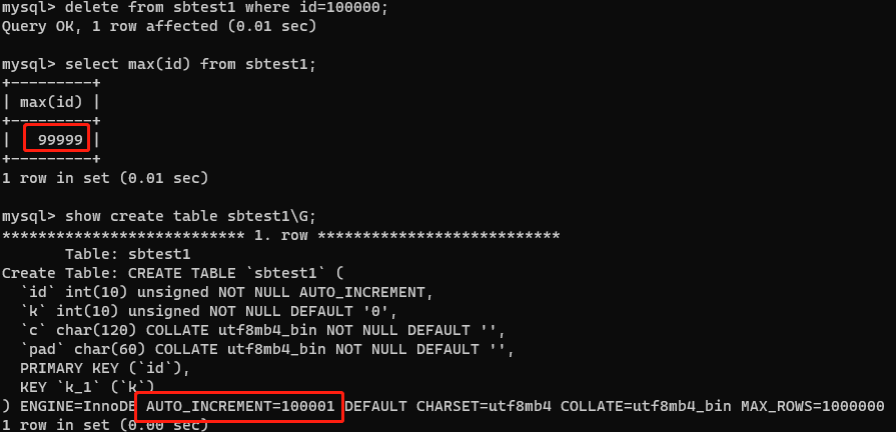 mysql> delete from sbtest1 where id=100000;
Query OK, 1 row affected (0.01 sec)
mysql> select max(id) from sbtest1;
+---------+
| max(id) |
+---------+
|   99999 |
+---------+
1 row in set (0.01 sec)
mysql> show create table sbtest1\G;
*************************** 1. row ***************************
       Table: sbtest1
Create Table: CREATE TABLE `sbtest1` (
  `id` int(10) unsigned NOT NULL AUTO_INCREMENT,
  `k` int(10) unsigned NOT NULL DEFAULT '0',
  `c` char(120) COLLATE utf8mb4_bin NOT NULL DEFAULT '',
  `pad` char(60) COLLATE utf8mb4_bin NOT NULL DEFAULT '',
  PRIMARY KEY (`id`),
  KEY `k_1` (`k`)
) ENGINE=InnoDB AUTO_INCREMENT=100001 DEFAULT CHARSET=utf8mb4 COLLATE=utf8mb4_bin MAX_ROWS=1000000
1 row in set (0.00 sec)